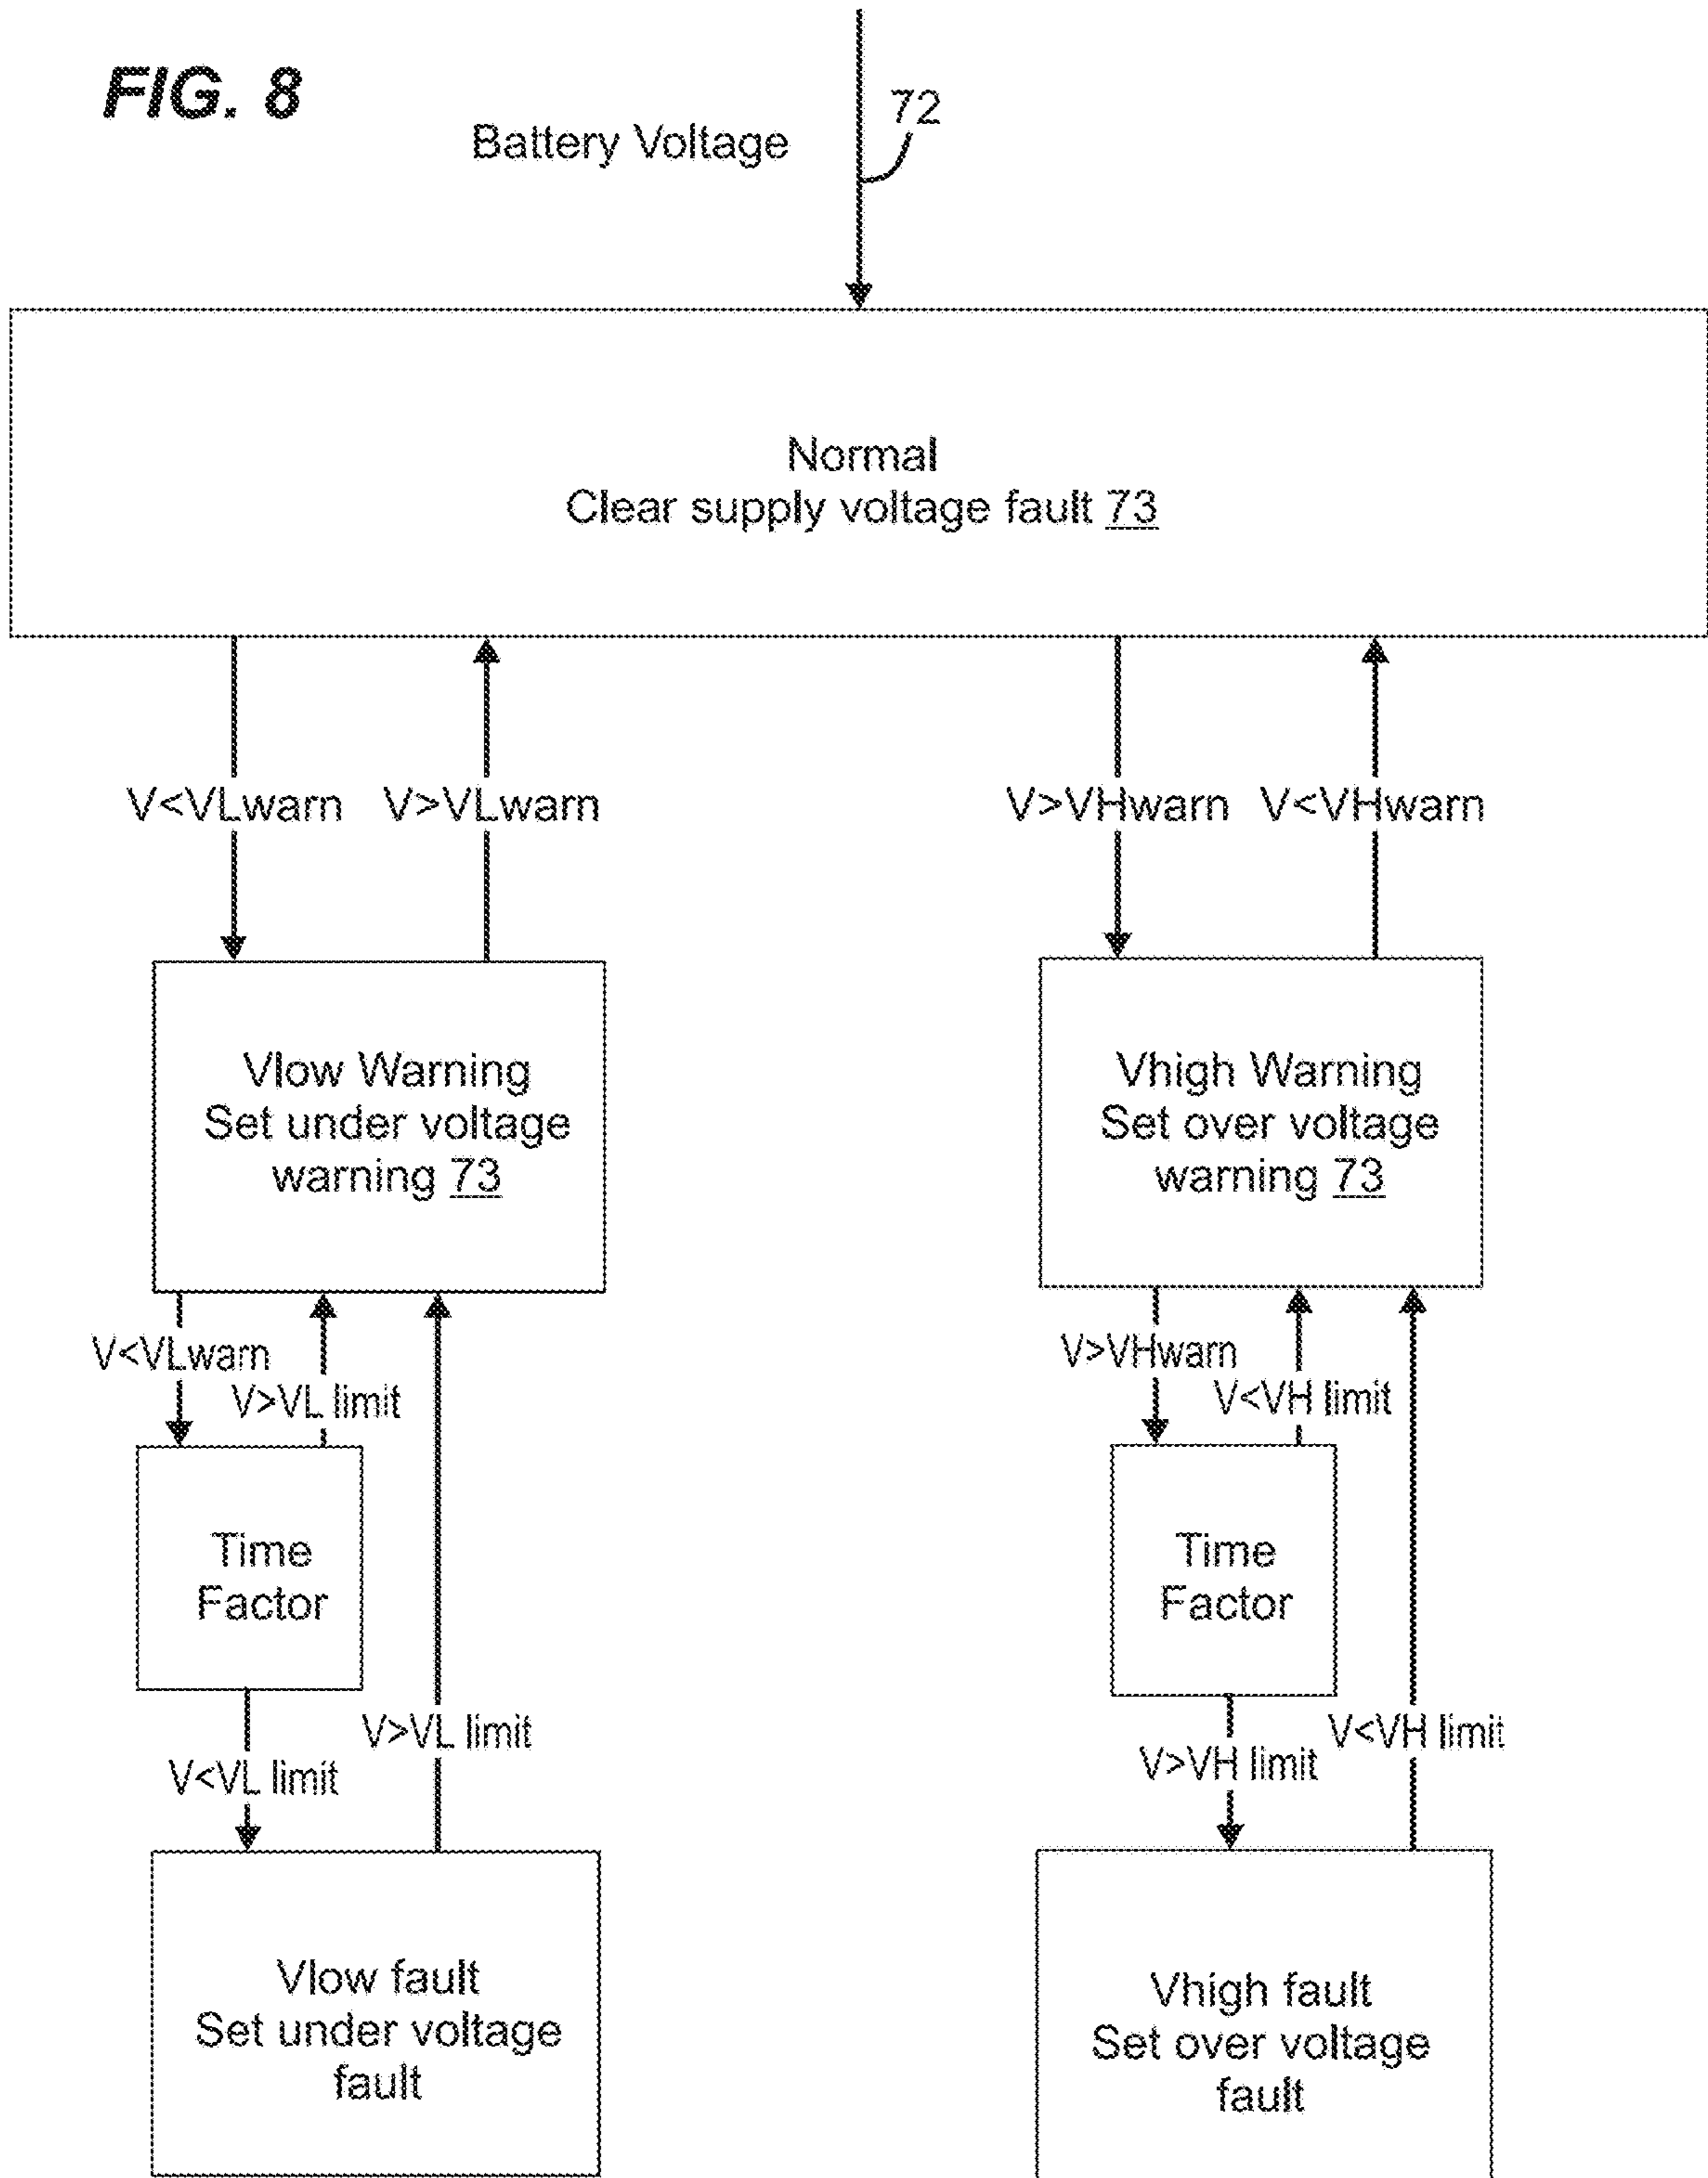 FIG. 8
72
Battery Voltage
Normal
Clear supply voltage fault 73
V<VLwarn
V>VLwarn
V>VHwarn
V<VHwarn
Vlow Warning
Set under voltage
warning 73
Vhigh Warning
Set over voltage
warning 73
V<VLwarn
V>VL limit
V>VHwarn
V<VH limit
Time
Factor
Time
Factor
V>VL limit
V<VL limit
V<VH limit
V>VH limit
Vlow fault
Set under voltage
fault
Vhigh fault
Set over voltage
fault